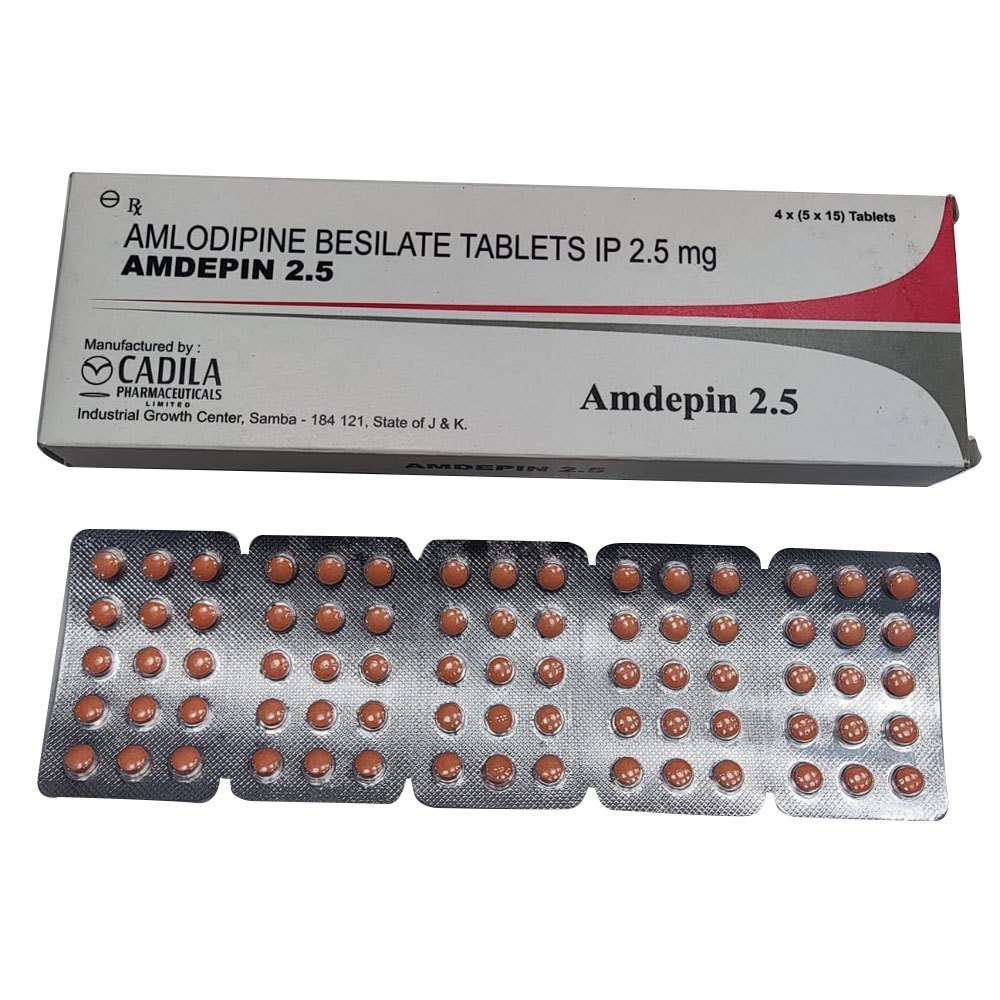 Rx
4 x (5 x 15) Tablets
AMLODIPINE BESILATE TABLETS IP 2.5 mg
AMDEPIN 2.5
Manufactured by :
CADILA
PHARMACEUTICALS
LIMITED
Industrial Growth Center, Samba - 184 121, State of J & K.
Amdepin 2.5
AMDEPIN 2.5